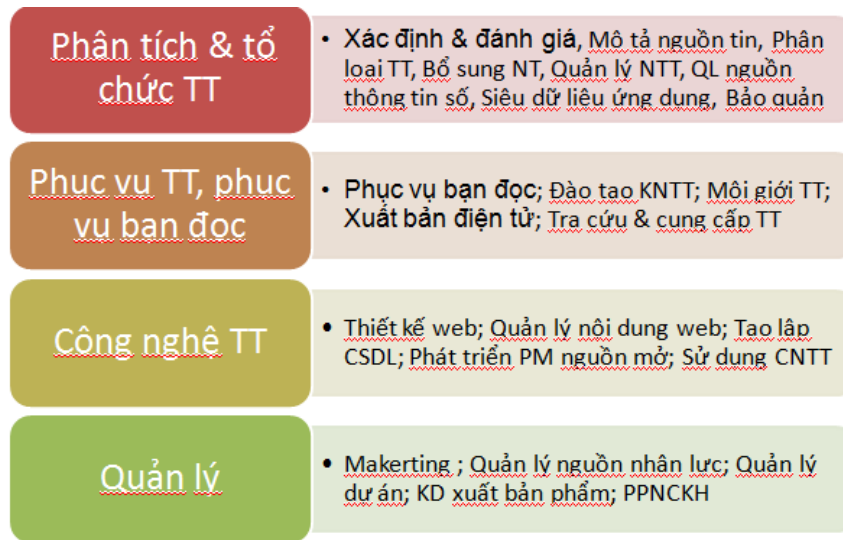 Phân tích & tổ
chức TT
• Xác định & đánh giá, Mô tả nguồn tin, Phân
loại TT, Bổ sung NT, Quản lý NTT, QL nguồn
thông tin số, Siêu dữ liệu ứng dụng, Bảo quản
Phục vụ TT, phục
vụ bạn đọc
• Phục vụ bạn đọc; Đào tạo KNTT; Môi giới TT;
Xuất bản điện tử; Tra cứu & cung cấp TT
Công nghệ TT
• Thiết kế web; Quản lý nội dung web; Tạo lập
CSDL; Phát triển PM nguồn mở; Sử dụng CNTT
Quản lý
• Makerting ; Quản lý nguồn nhân lực; Quản lý
dự án; KD xuất bản phẩm; PPNCKH